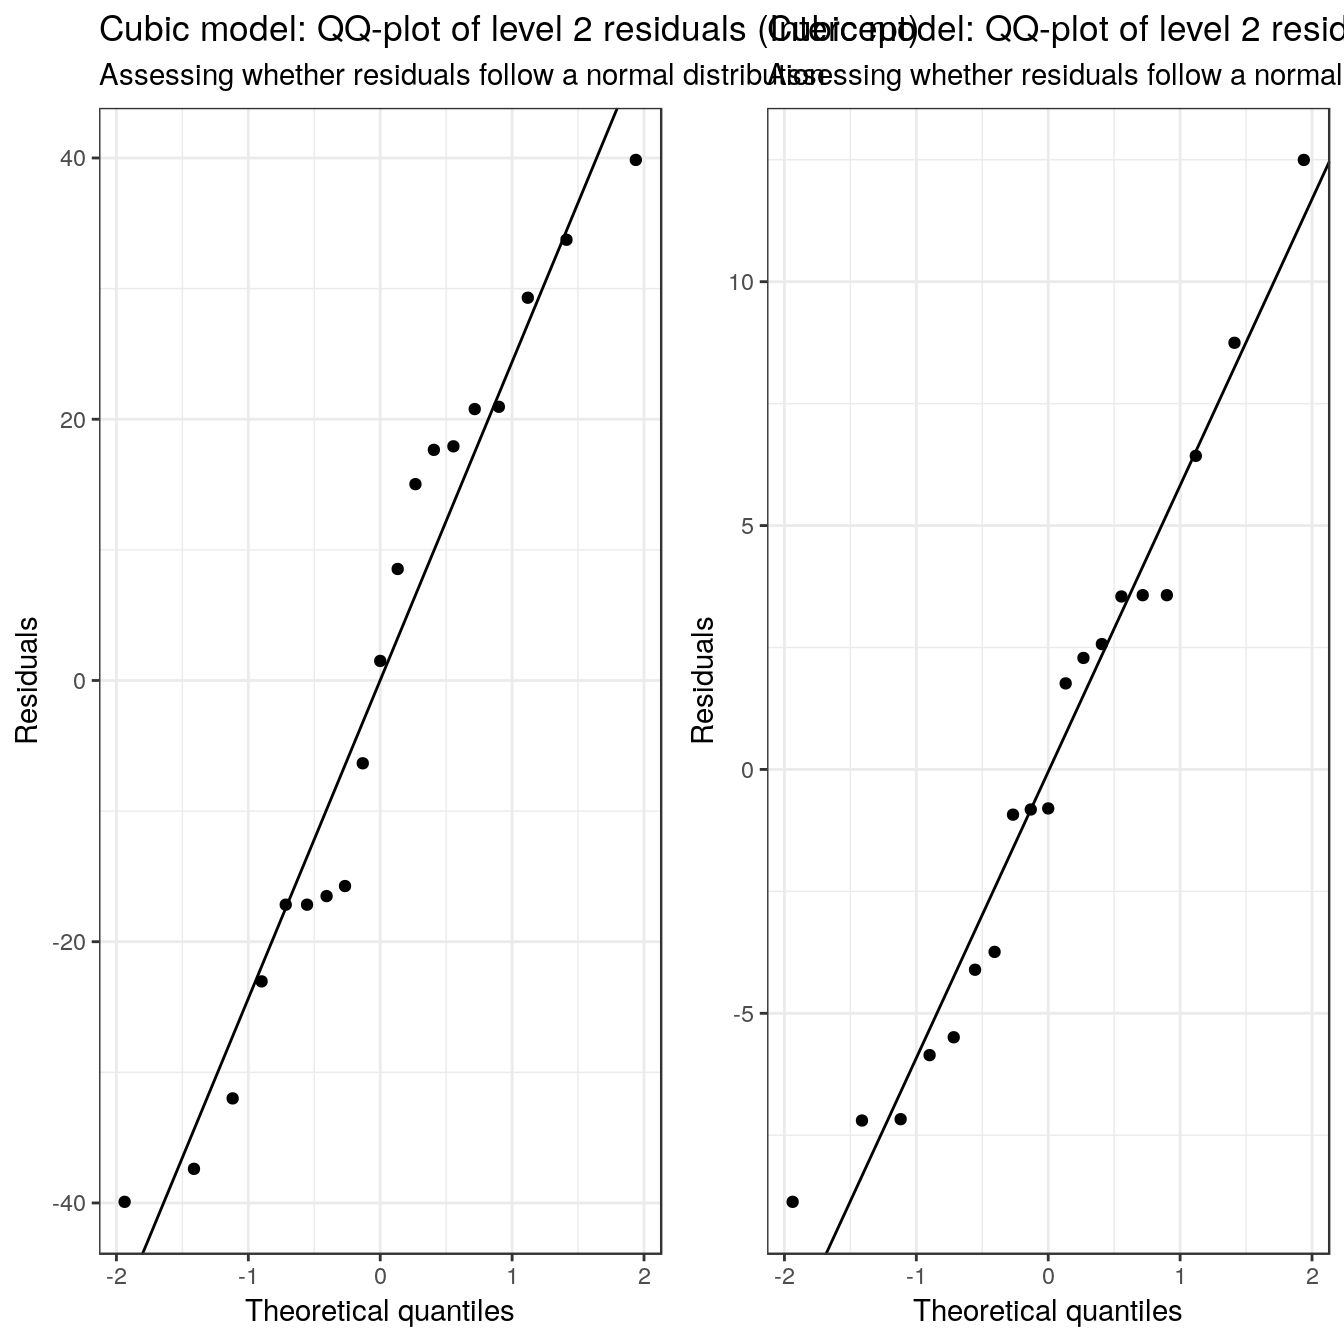 Cubic model: QQ-plot of level 2 residuals (Intercept)
Assessing whether residuals follow a normal distribution
Residuals
40
20
0
-20
-40
-2 -1 0 1 2
Theoretical quantiles
Cubic model: QQ-plot of level 2 resid
Assessing whether residuals follow a normal
Residuals
10
5
0
-5
-2 -1 0 1 2
Theoretical quantiles